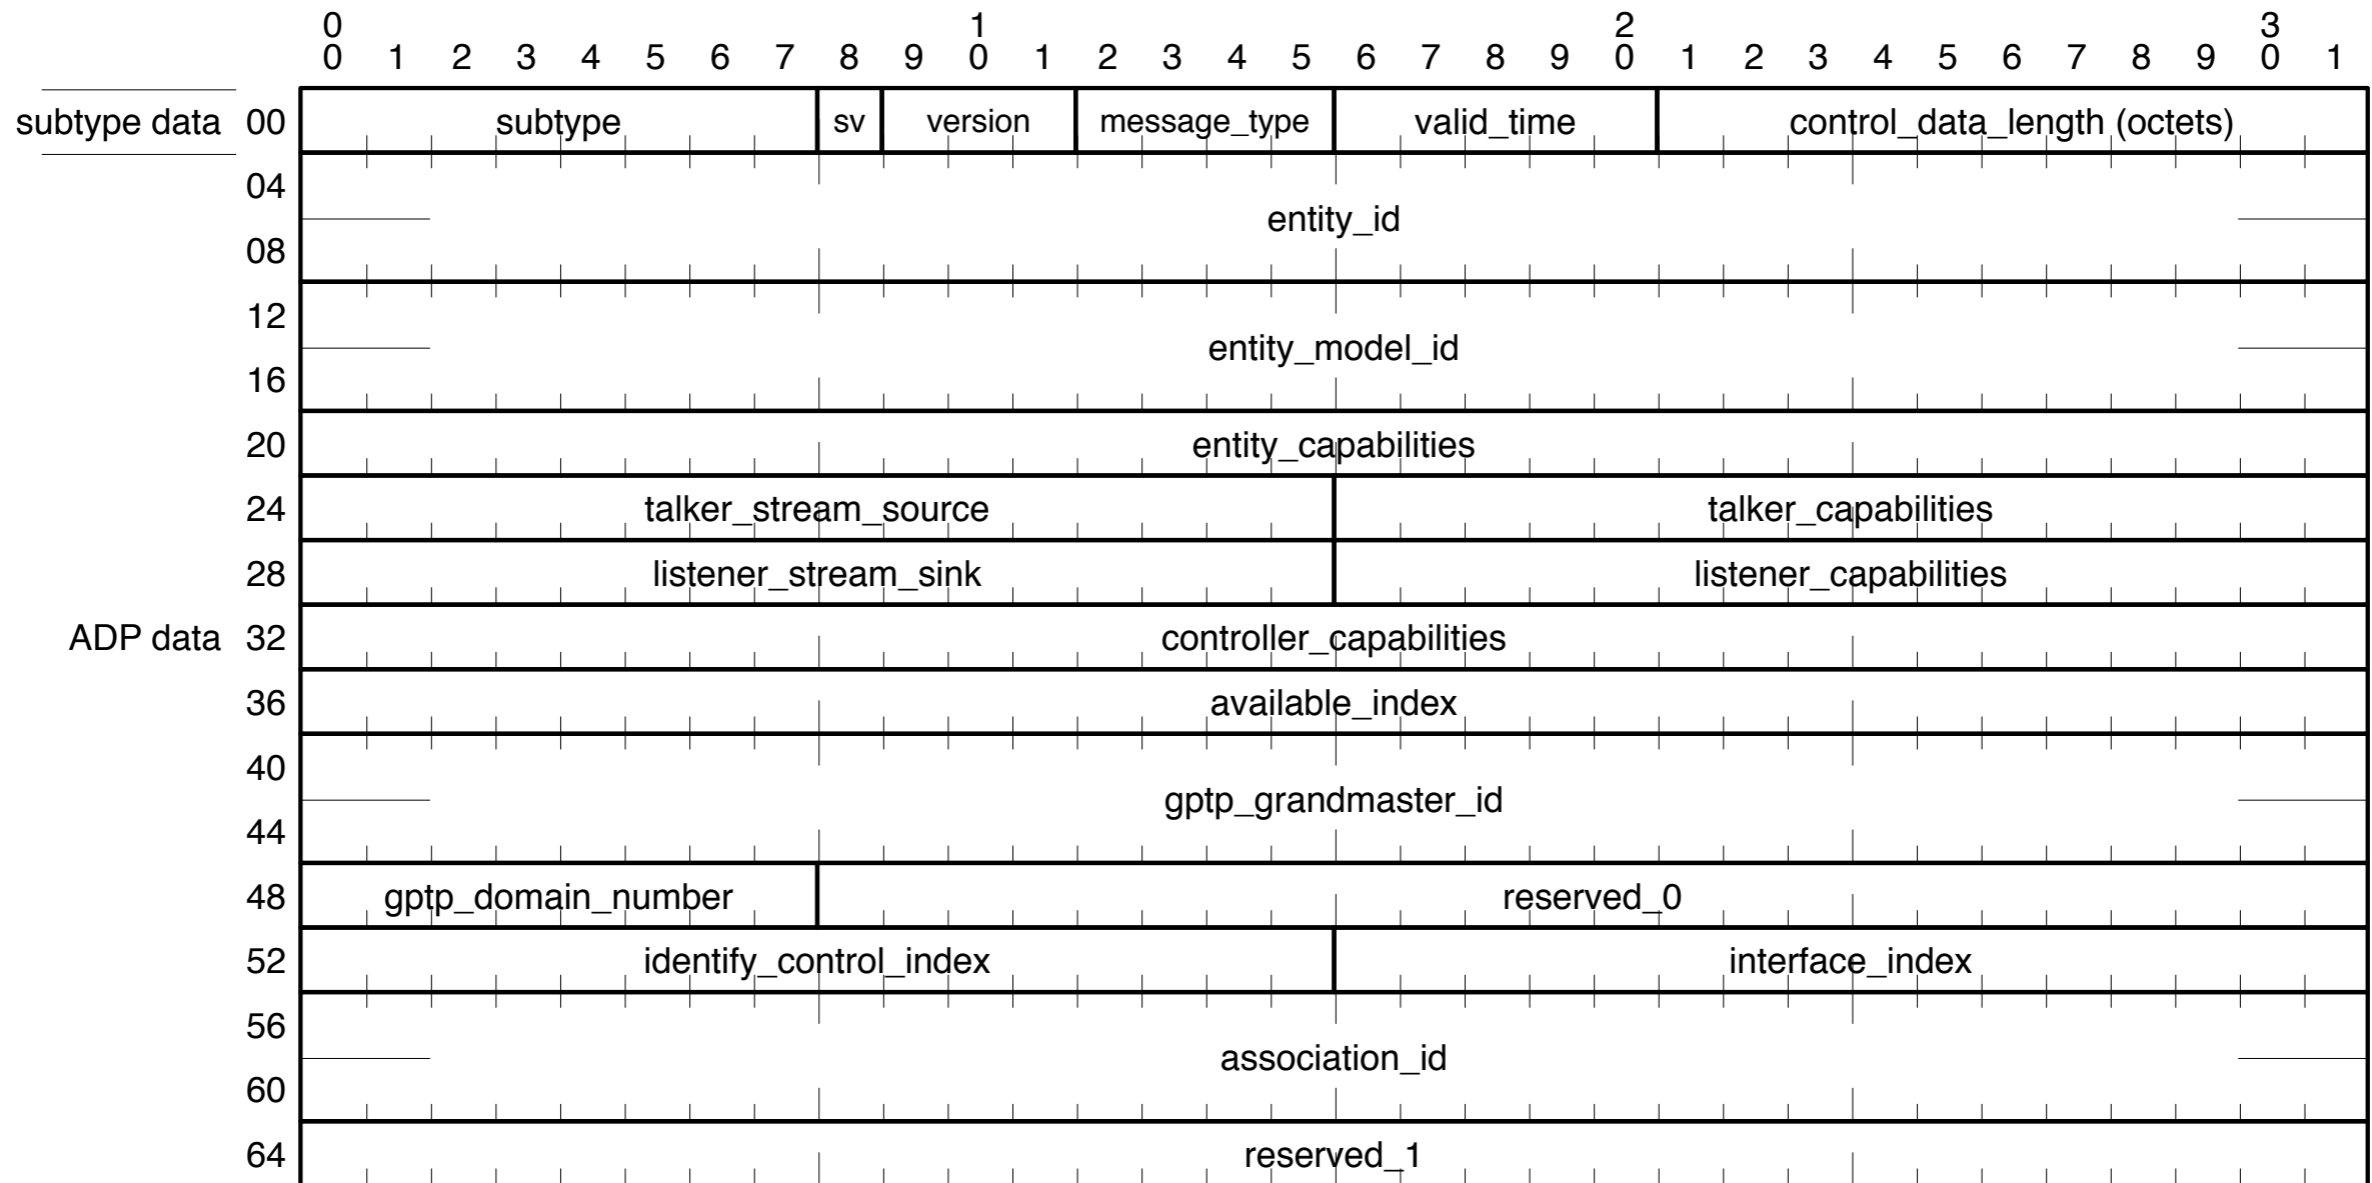 0 1 2 3
0 1 2 3 4 5 6 7 8 9 0 1 2 3 4 5 6 7 8 9 0 1 2 3 4 5 6 7 8 9 0 1
subtype data 00 subtype sv version message_type valid_time control_data_length (octets)
04
entity_id
08
12
entity_model_id
16
20 entity_capabilities
24 talker_stream_source talker_capabilities
28 listener_stream_sink listener_capabilities
ADP data 32 controller_capabilities
36 available_index
40
gptp_grandmaster_id
44
48 gptp_domain_number reserved_0
52 identify_control_index interface_index
56
association_id
60
64 reserved_1